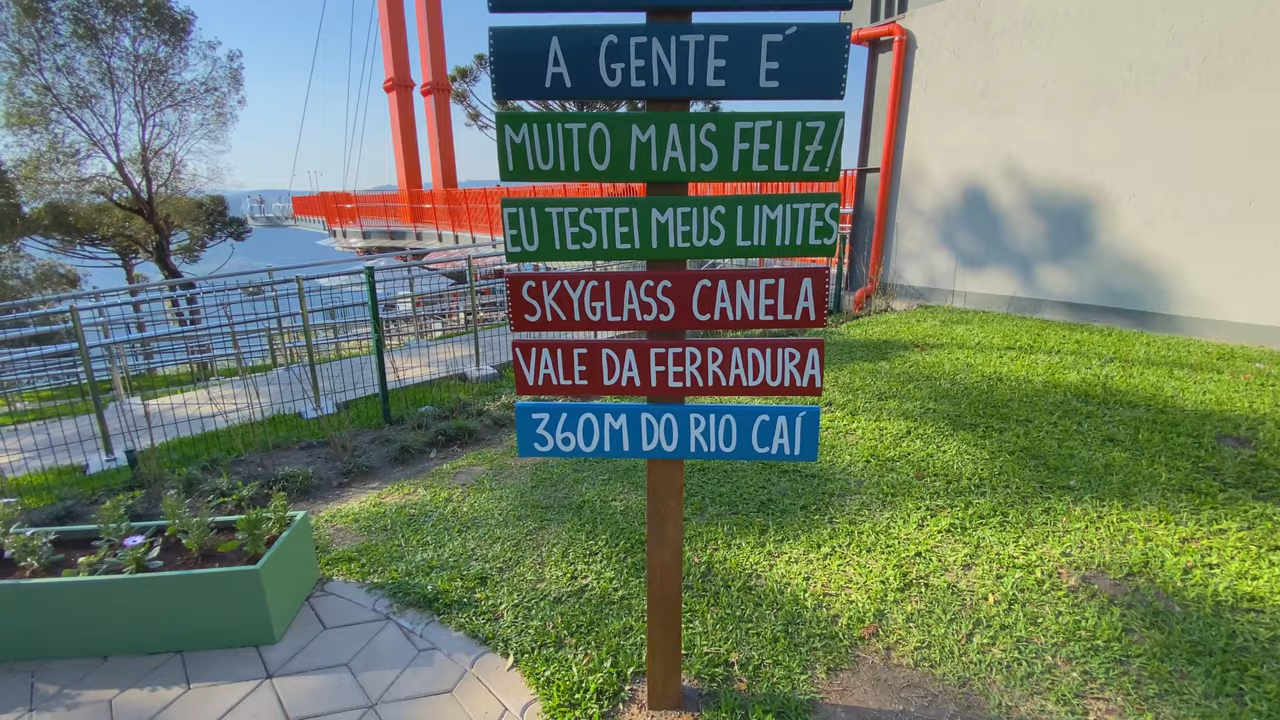 A GENTE É
MUITO MAIS FELIZ!
EU TESTEI MEUS LIMITES
SKYGLASS CANELA
VALE DA FERRADURA
360M DO RIO CAÍ